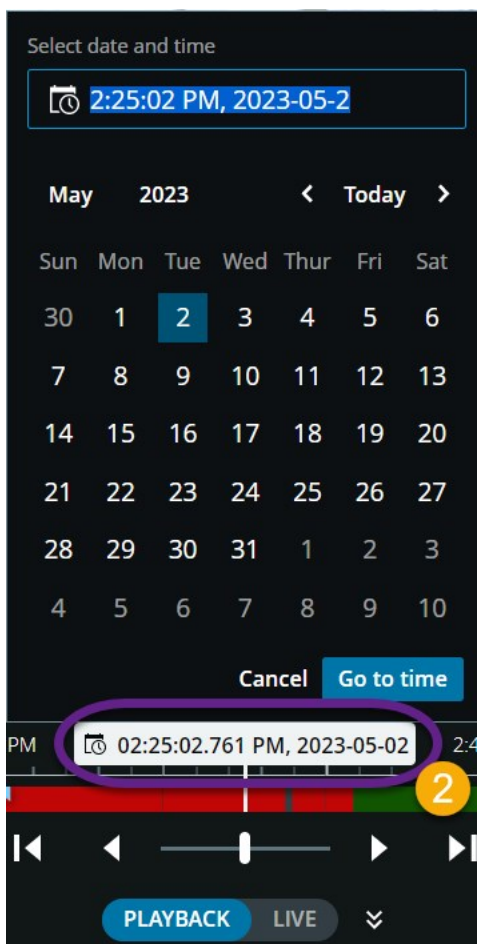 Select date and time
2:25:02 PM, 2023-05-2
May 2023 Today
Sun Mon Tue Wed Thur Fri Sat
30 1 2 3 4 5 6
7 8 9 10 11 12 13
14 15 16 17 18 19 20
21 22 23 24 25 26 27
28 29 30 31 1 2 3
4 5 6 7 8 9 10
Cancel Go to time
PM 02:25:02.761 PM, 2023-05-02 2:4
2
PLAYBACK LIVE